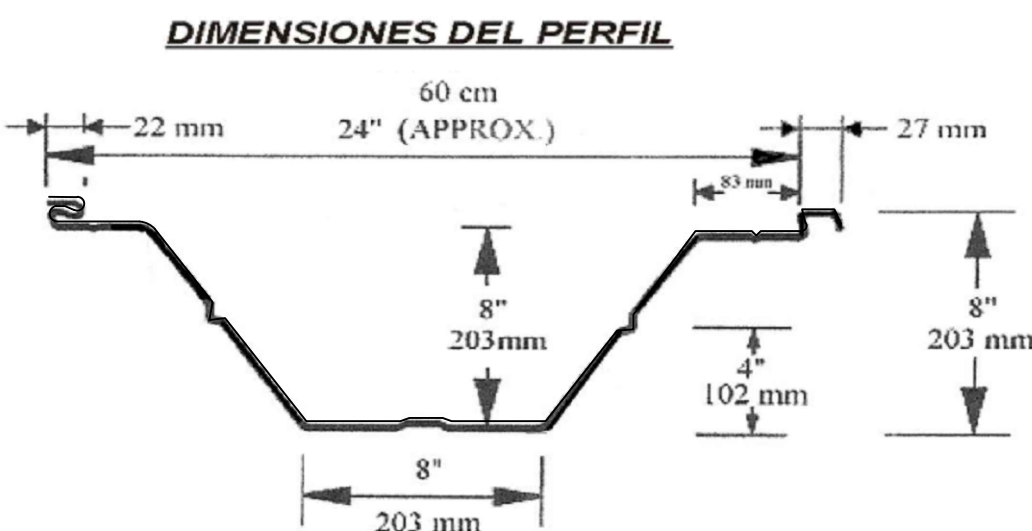 DIMENSIONES DEL PERFIL
60 cm
22 mm
24" (APPROX.)
27 mm
83 mm
8"
203mm
8"
203 mm
4"
102 mm
8"
203 mm